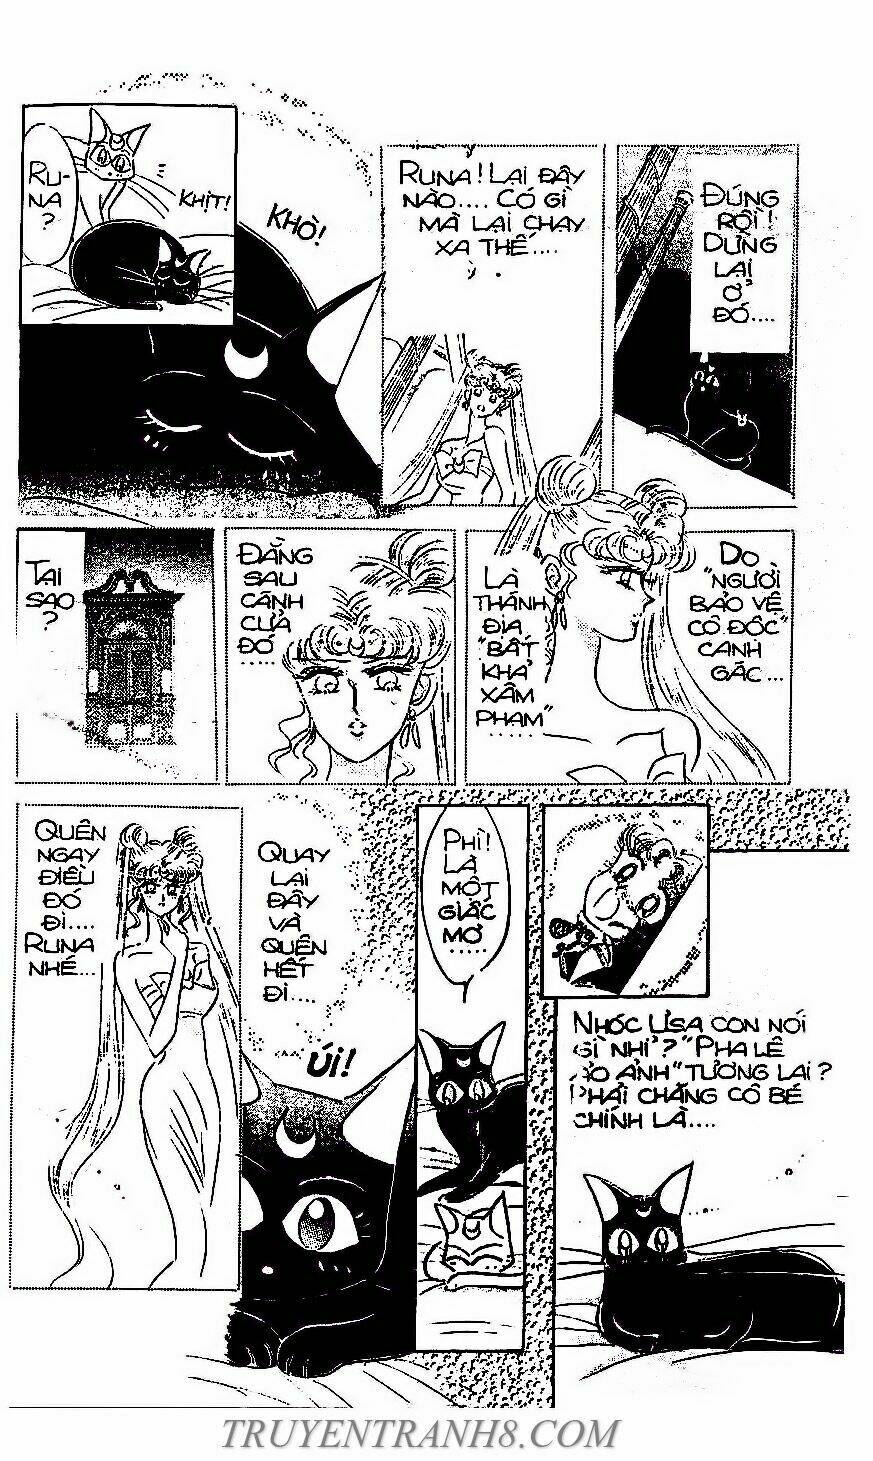 RU-
NA
?
KHỊT!
KHÒ!
RUNA! LẠI ĐÂY
NÀO.... CÓ GÌ
MÀ LẠI CHẠY
XA THẾ....
ĐÚNG
RỒI!
DỪNG
LẠI
Ở
ĐÓ....
TẠI
SAO
?
ĐẰNG
SAU
CÁNH
CỬA
ĐÓ
.....
LÀ
THÁNH
ĐỊA
"BẤT
KHẢ
XÂM
PHẠM"
......
DO
"NGƯỜI
BẢO VỆ
CÔ ĐỐC"
CANH
GÁC...
QUÊN
NGAY
ĐIỀU
ĐÓ
ĐI....
RUNA
NHÉ...
QUAY
LẠI
ĐÂY
VÀ
QUÊN
HẾT
ĐI....
ÚI!
PHÌ!
LÀ
MỘT
GIẤC
MƠ
.....
NHÓC ƯSA CON NÓI
GÌ NHỈ? "PHA LÊ
ẢO ẢNH" TƯƠNG LAI?
PHẢI CHĂNG CÔ BÉ
CHÍNH LÀ....
TRUYENTRANH8.COM